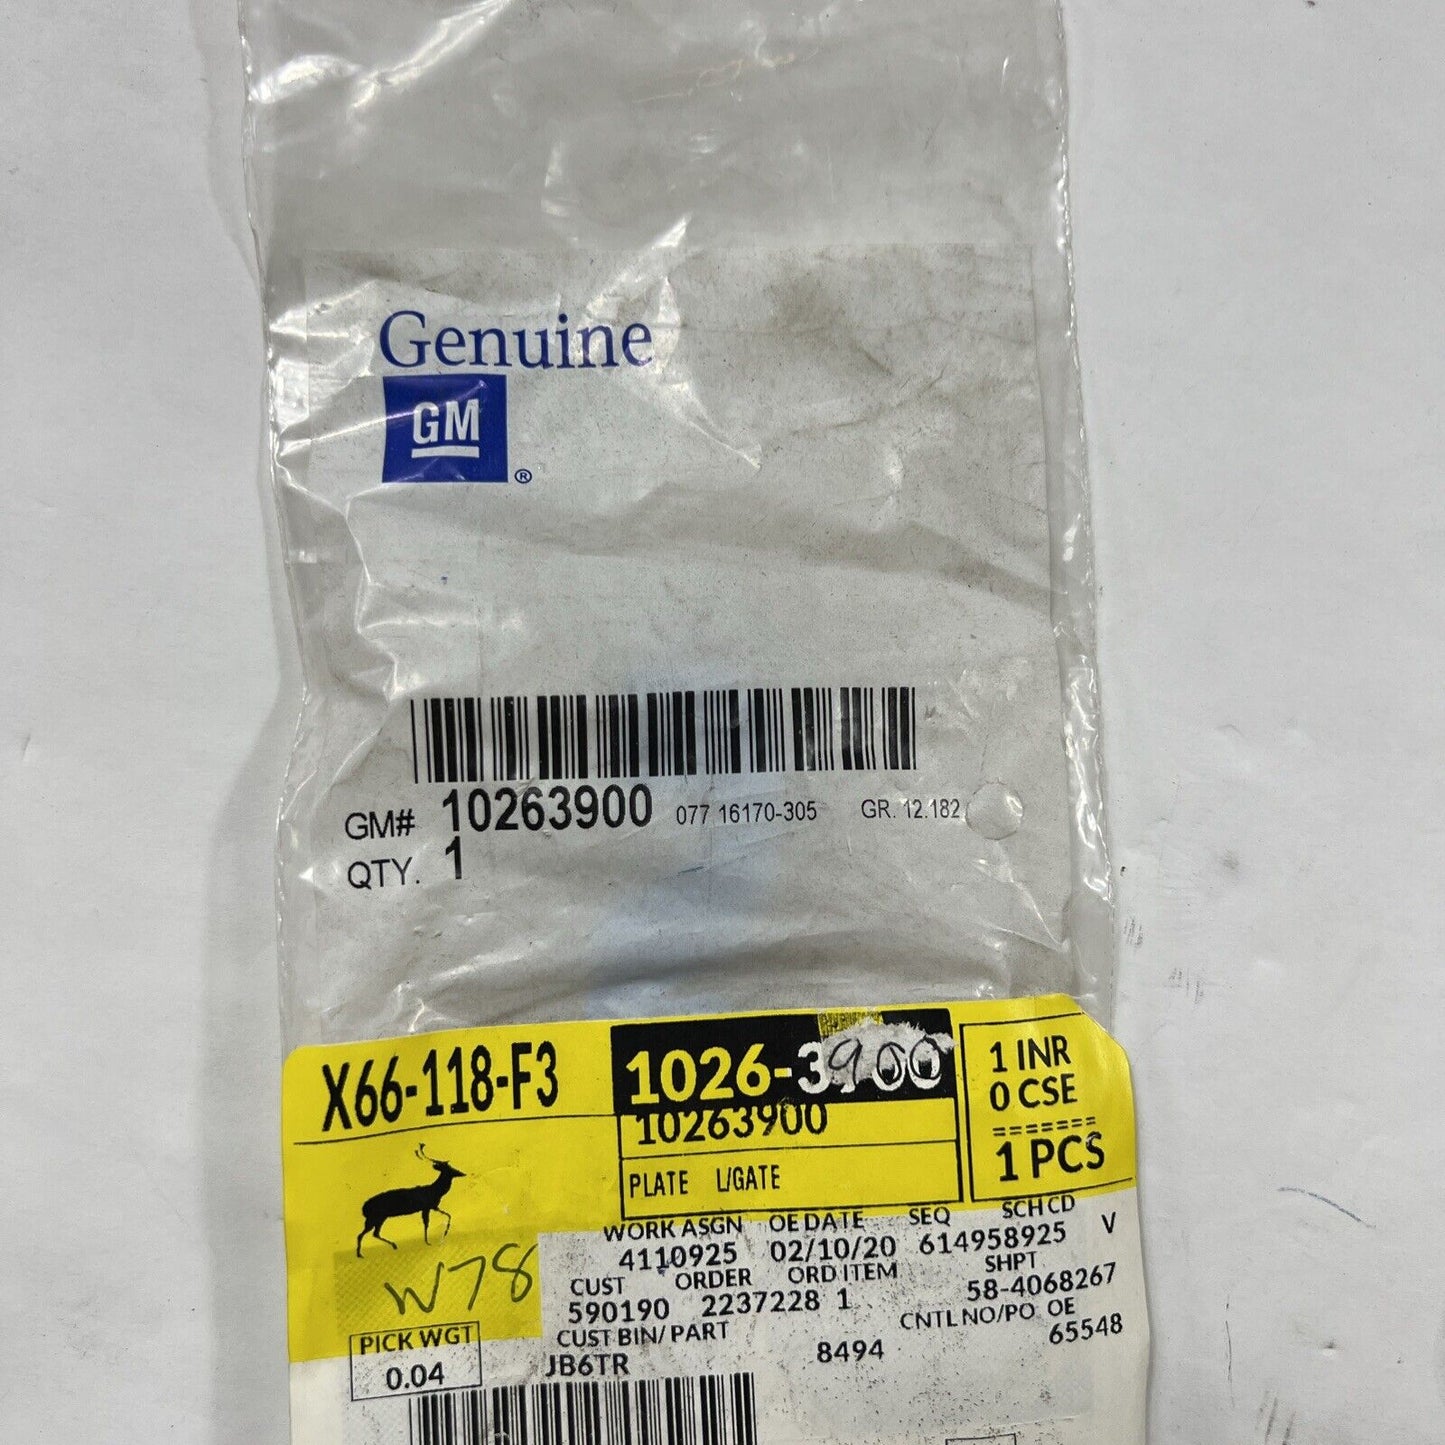 Genuine
GM
®
GM# 10263900 077 16170-305 GR. 12.182
QTY. 1
X66-118-F3
1026-3900
10263900
PLATE L/GATE
1 INR
0 CSE
=======
1 PCS
WORK ASGN OE DATE SEQ SCH CD
4110925 02/10/20 614958925 V
CUST ORDER ORD ITEM SHPT
590190 2237228 1 58-4068267
CUST BIN/PART CNTL NO/PO OE
JB6TR 8494 65548
W78
PICK WGT
0.04